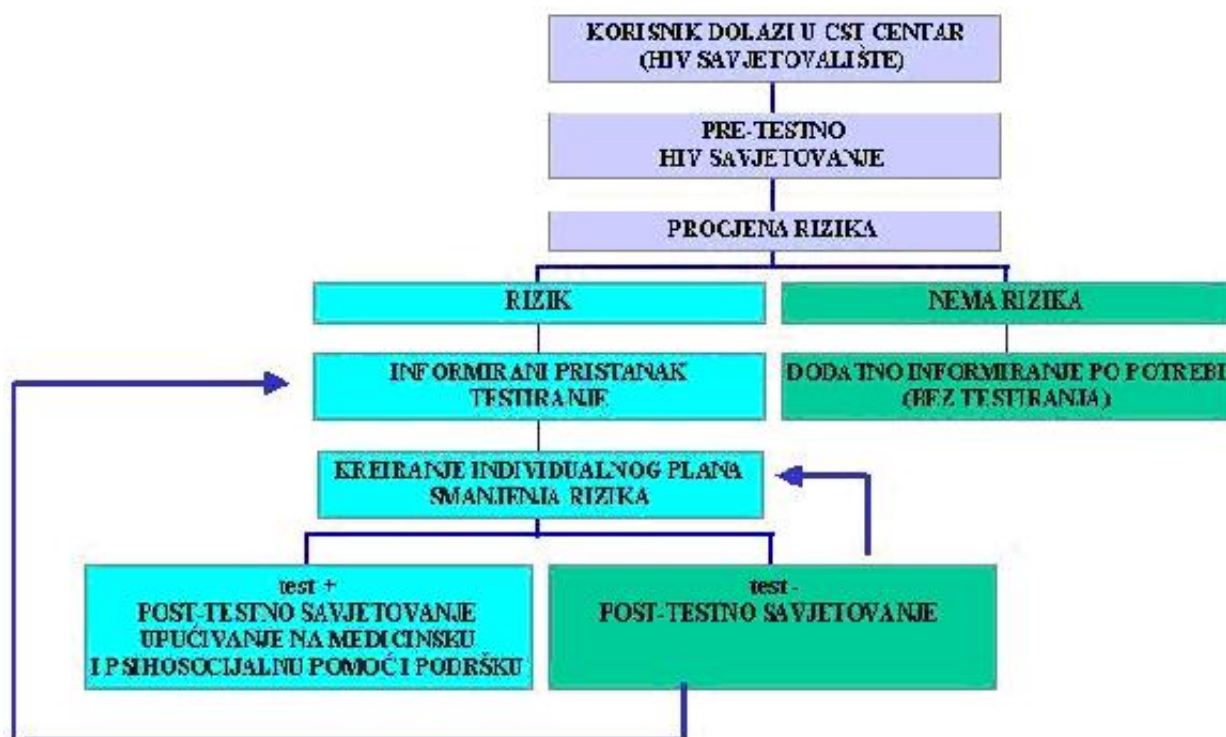 KORISNIK DOLAZI U CST CENTAR
(HIV SAVJETOVALIŠTE)
PRE-TESTNO
HIV SAVJETOVANJE
PROCJENA RIZIKA
RIZIK
NEMA RIZIKA
INFORMIRANI PRISTANAK
TESTIRANJE
DODATNO INFORMIRANJE PO POTREBI
(BEZ TESTIRANJA)
KREIRANJE INDIVIDUALNOG PLANA
SMANJENJA RIZIKA
test +
POST-TESTNO SAVJETOVANJE
UPUĆIVANJE NA MEDICINSKU
I PSIHOSOCIJALNU POMOĆ I PODRŠKU
test -
POST-TESTNO SAVJETOVANJE